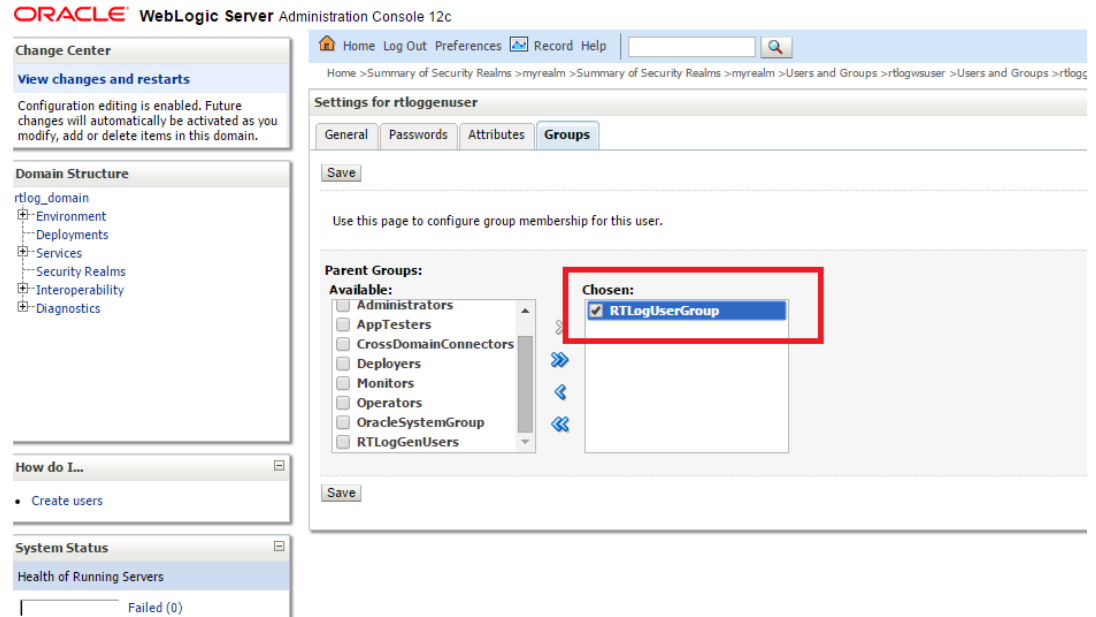 ORACLE WebLogic Server Administration Console 12c
Change Center
View changes and restarts
Configuration editing is enabled. Future
changes will automatically be activated as you
modify, add or delete items in this domain.
Domain Structure
rtlog_domain
Environment
Deployments
Services
Security Realms
Interoperability
Diagnostics
How do I...
Create users
System Status
Health of Running Servers
Failed (0)
Home Log Out Preferences Record Help
Home >Summary of Security Realms >myrealm >Summary of Security Realms >myrealm >Users and Groups >rtlogwsuser >Users and Groups >rtlogg
Settings for rtloggenuser
General Passwords Attributes Groups
Save
Use this page to configure group membership for this user.
Parent Groups:
Available:
Administrators
AppTesters
CrossDomainConnectors
Deployers
Monitors
Operators
OracleSystemGroup
RTLogGenUsers
Chosen:
RTLogUserGroup
Save